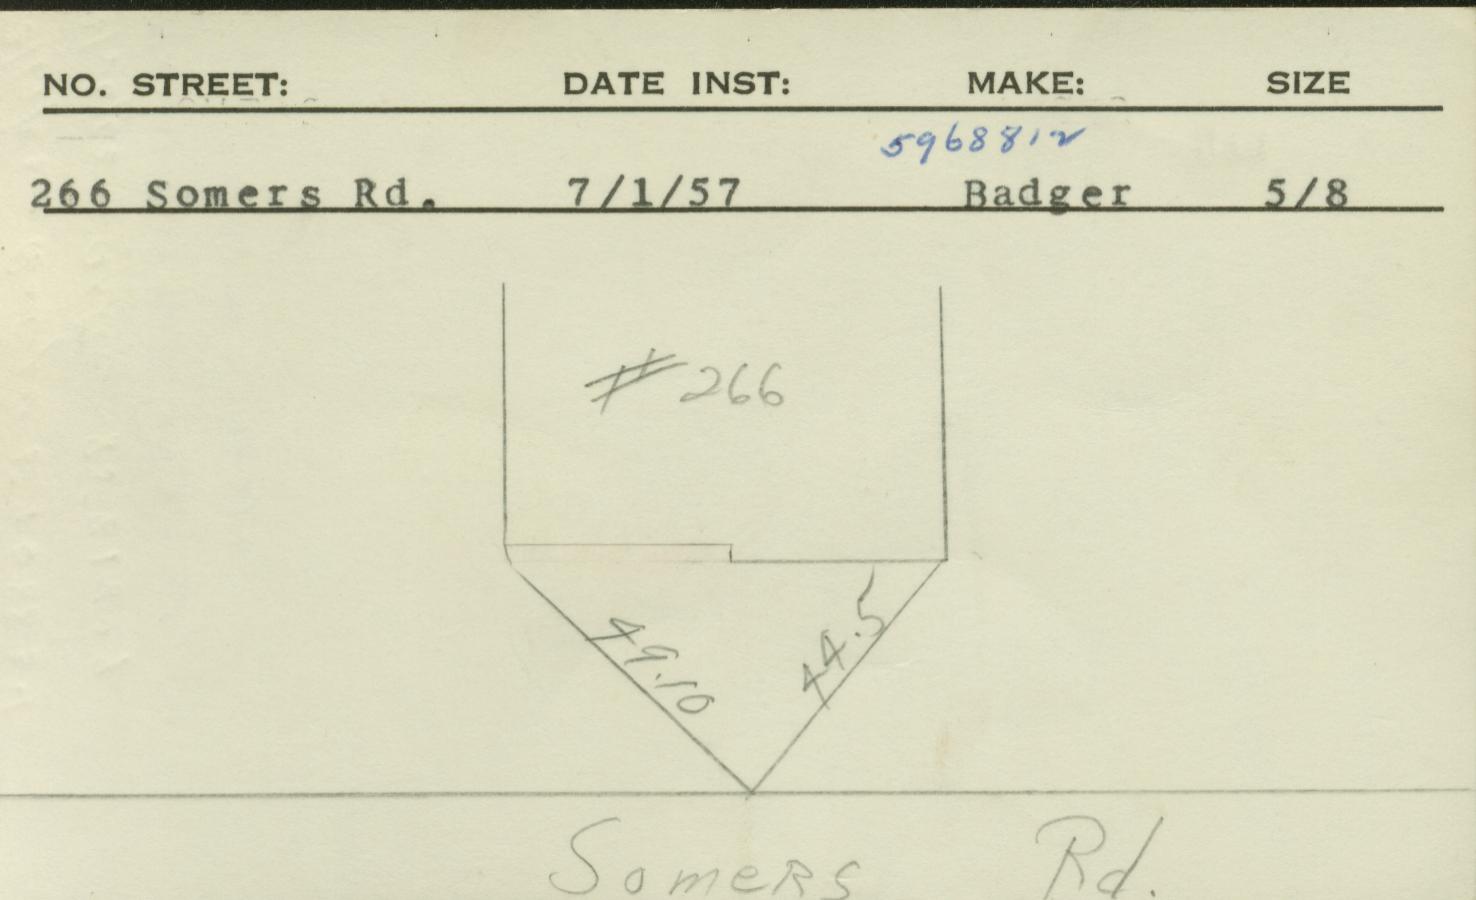 NO. STREET: DATE INST: MAKE: SIZE
5968812
266 Somers Rd. 7/1/57 Badger 5/8
# 266
49.10
44.5
Somers Rd.